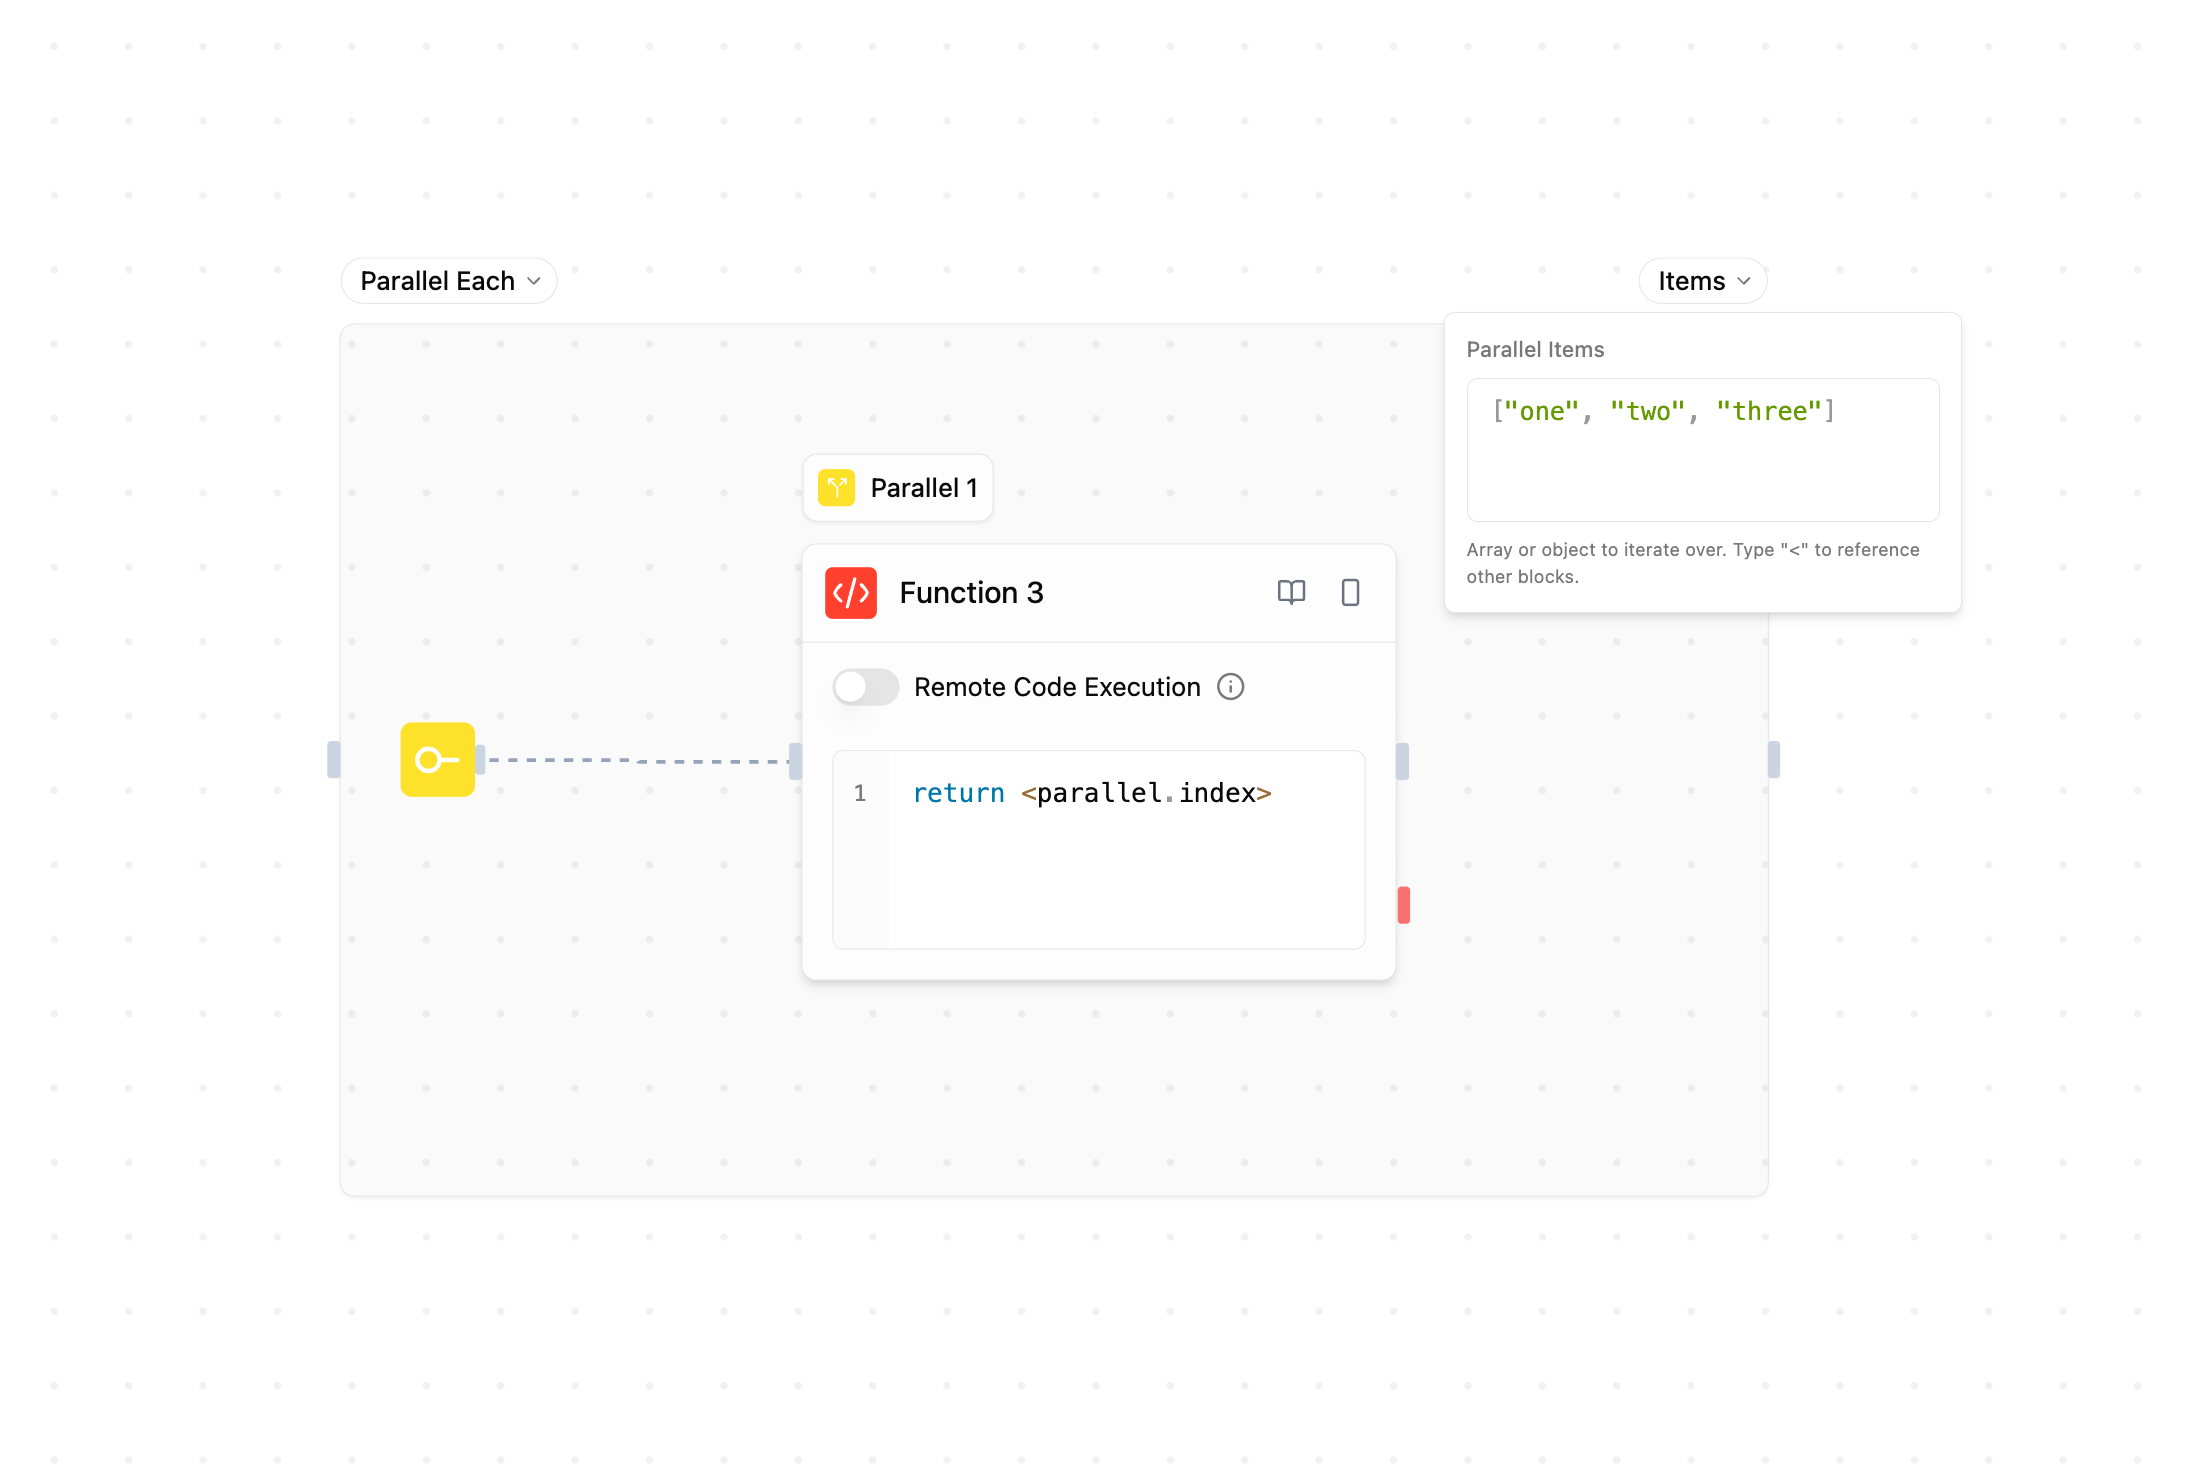 Parallel Each
Items
Parallel Items
["one", "two", "three"]
Array or object to iterate over. Type "<" to reference
other blocks.
Parallel 1
Function 3
Remote Code Execution
1
return <parallel.index>